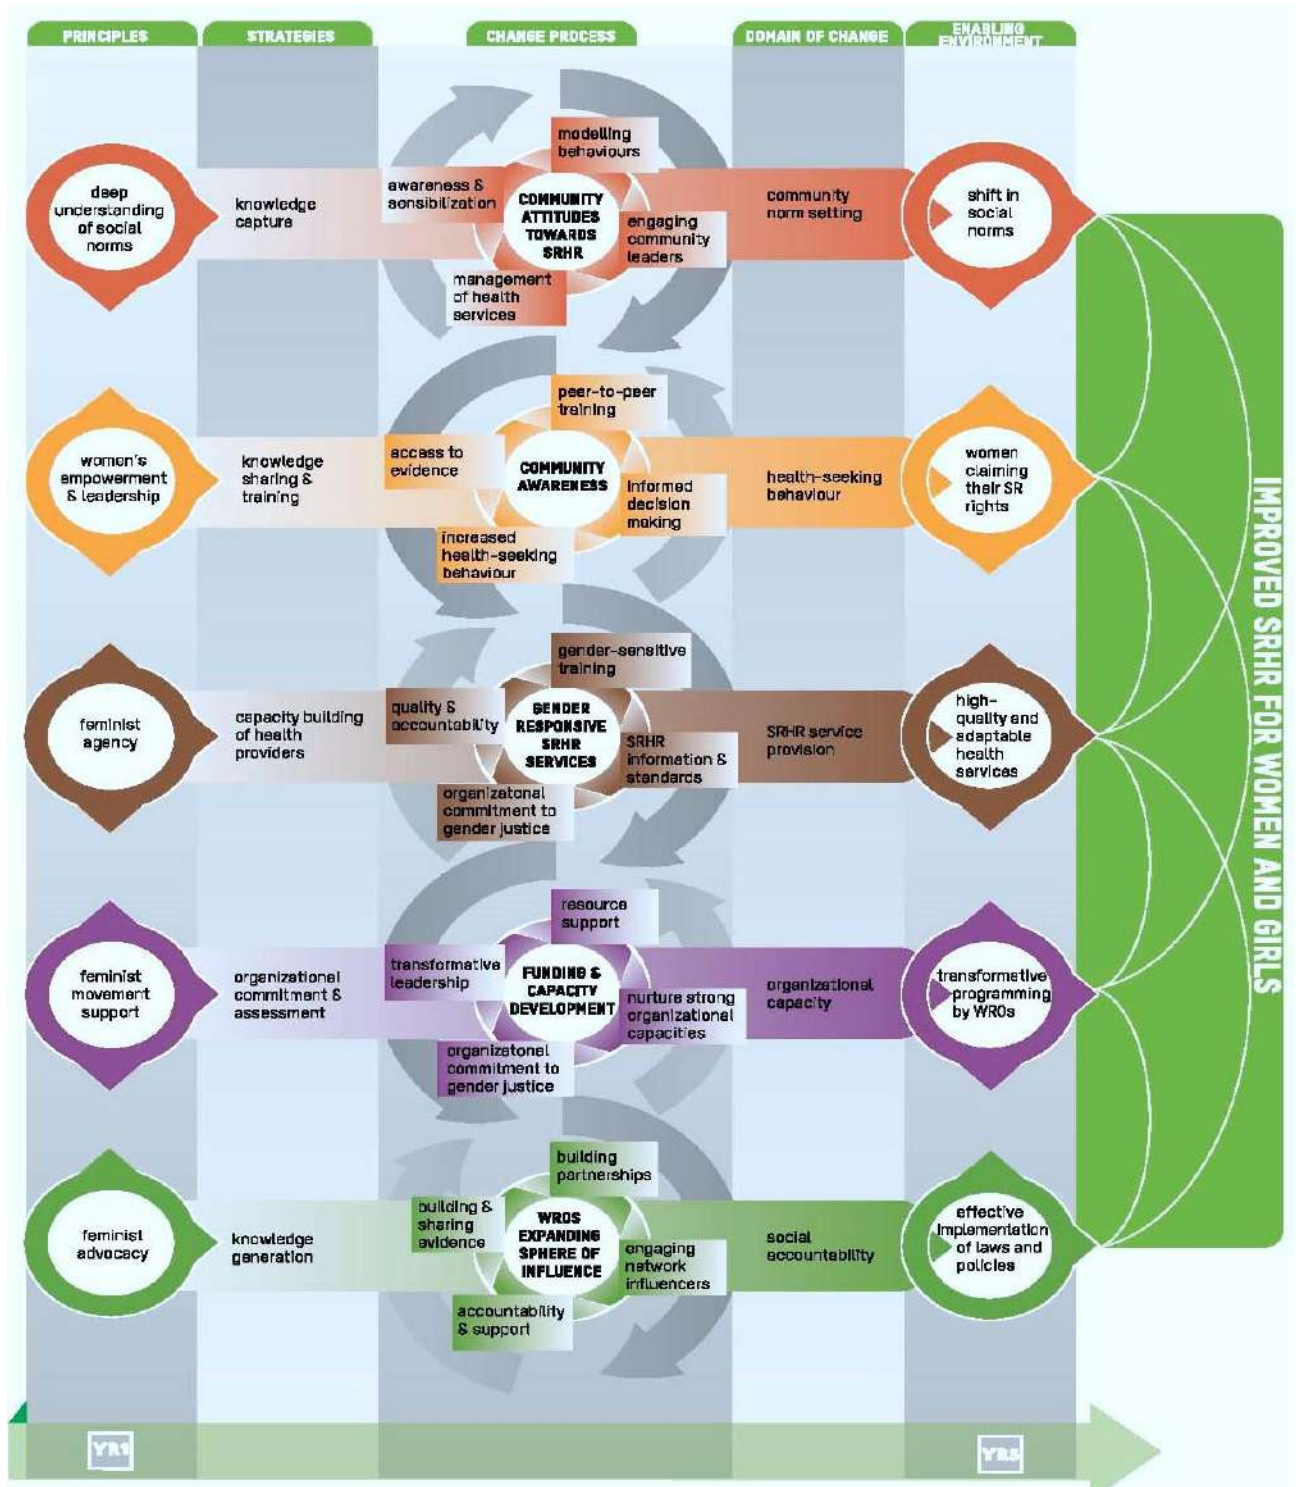 PRINCIPLES
STRATEGIES
CHANGE PROCESS
DOMAIN OF CHANGE
ENABLING
ENVIRONMENT
deep
understanding
of social
norms
knowledge
capture
awareness &
sensibilization
modelling
behaviours
COMMUNITY
ATTITUDES
TOWARDS
SRHR
engaging
community
leaders
management
of health
services
community
norm setting
shift in
social
norms
women's
empowerment
& leadership
knowledge
sharing &
training
access to
evidence
peer-to-peer
training
COMMUNITY
AWARENESS
informed
decision
making
increased
health-seeking
behaviour
health-seeking
behaviour
women
claiming
their SR
rights
feminist
agency
capacity building
of health
providers
quality &
accountability
gender-sensitive
training
GENDER
RESPONSIVE
SRHR
SERVICES
SRHR
information &
standards
organizatonal
commitment to
gender justice
SRHR service
provision
high-
quality and
adaptable
health
services
feminist
movement
support
organizational
commitment &
assessment
transformative
leadership
resource
support
FUNDING &
CAPACITY
DEVELOPMENT
nurture strong
organizational
capacities
organizatonal
commitment to
gender justice
organizational
capacity
transformative
programming
by WROs
feminist
advocacy
knowledge
generation
building &
sharing
evidence
building
partnerships
WROS
EXPANDING
SPHERE OF
INFLUENCE
engaging
network
influencers
accountability
& support
social
accountability
effective
implementation
of laws and
policies
IMPROVED SRHR FOR WOMEN AND GIRLS
YR1
YR5